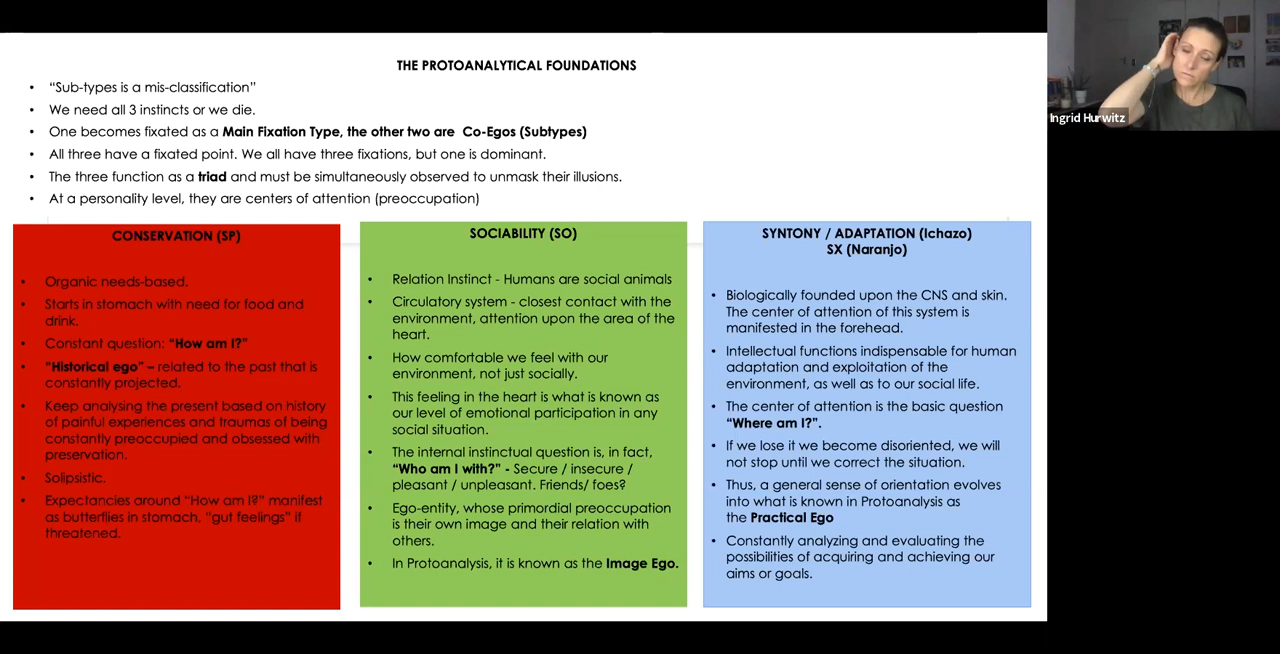 THE PROTOANALYTICAL FOUNDATIONS
• “Sub-types is a mis-classification”
• We need all 3 instincts or we die.
• One becomes fixated as a Main Fixation Type, the other two are Co-Egos (Subtypes)
• All three have a fixated point. We all have three fixations, but one is dominant.
• The three function as a triad and must be simultaneously observed to unmask their illusions.
• At a personality level, they are centers of attention (preoccupation)
CONSERVATION (SP)
• Organic needs-based.
• Starts in stomach with need for food and
drink.
• Constant question: “How am I?”
• “Historical ego” – related to the past that is
constantly projected.
• Keep analysing the present based on history
of painful experiences and traumas of being
constantly preoccupied and obsessed with
preservation.
• Solipsistic.
• Expectancies around “How am I?” manifest
as butterflies in stomach, “gut feelings” if
threatened.
SOCIABILITY (SO)
• Relation Instinct - Humans are social animals
• Circulatory system - closest contact with the
environment, attention upon the area of the
heart.
• How comfortable we feel with our
environment, not just socially.
• This feeling in the heart is what is known as
our level of emotional participation in any
social situation.
• The internal instinctual question is, in fact,
“Who am I with?” - Secure / insecure /
pleasant / unpleasant. Friends/ foes?
• Ego-entity, whose primordial preoccupation
is their own image and their relation with
others.
• In Protoanalysis, it is known as the Image Ego.
SYNTONY / ADAPTATION (Ichazo)
SX (Naranjo)
• Biologically founded upon the CNS and skin.
The center of attention of this system is
manifested in the forehead.
• Intellectual functions indispensable for human
adaptation and exploitation of the
environment, as well as to our social life.
• The center of attention is the basic question
“Where am I?”.
• If we lose it we become disoriented, we will
not stop until we correct the situation.
• Thus, a general sense of orientation evolves
into what is known in Protoanalysis as
the Practical Ego
• Constantly analyzing and evaluating the
possibilities of acquiring and achieving our
aims or goals.
Ingrid Hurwitz